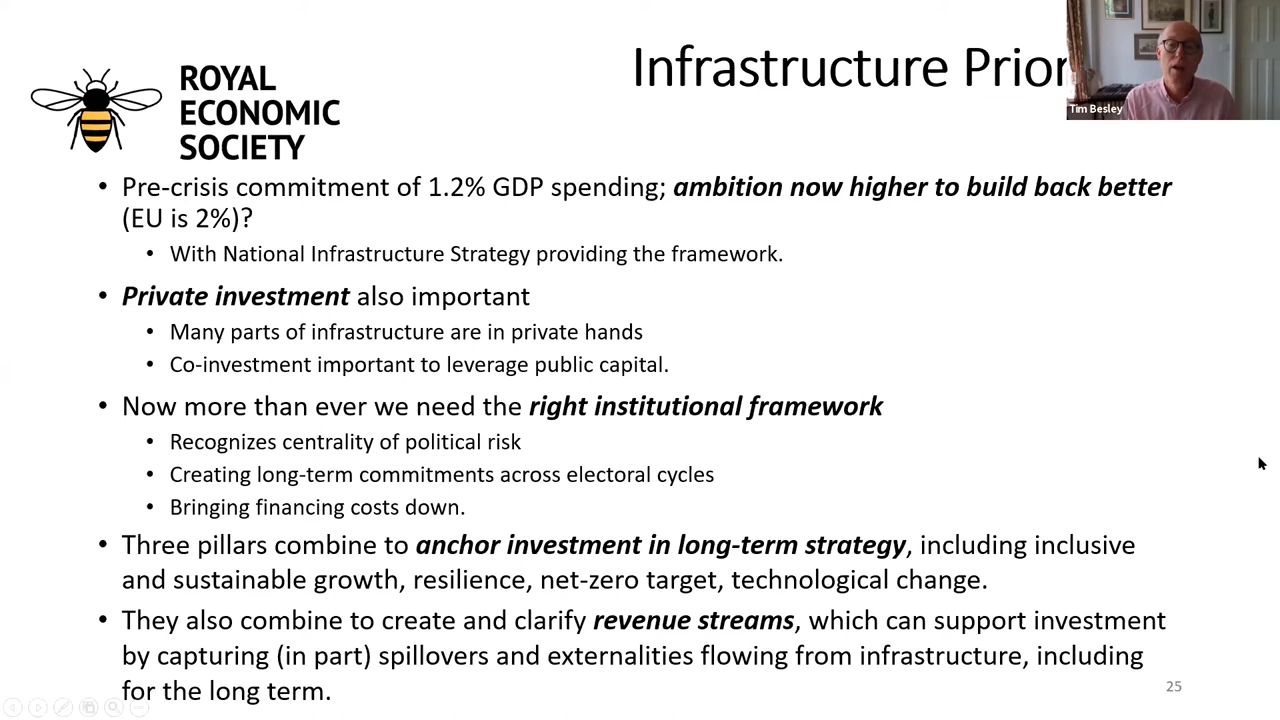 ROYAL
ECONOMIC
SOCIETY
Infrastructure Prior
Tim Besley
• Pre-crisis commitment of 1.2% GDP spending; ambition now higher to build back better
(EU is 2%)?
• With National Infrastructure Strategy providing the framework.
• Private investment also important
• Many parts of infrastructure are in private hands
• Co-investment important to leverage public capital.
• Now more than ever we need the right institutional framework
• Recognizes centrality of political risk
• Creating long-term commitments across electoral cycles
• Bringing financing costs down.
• Three pillars combine to anchor investment in long-term strategy, including inclusive
and sustainable growth, resilience, net-zero target, technological change.
• They also combine to create and clarify revenue streams, which can support investment
by capturing (in part) spillovers and externalities flowing from infrastructure, including
for the long term.
25